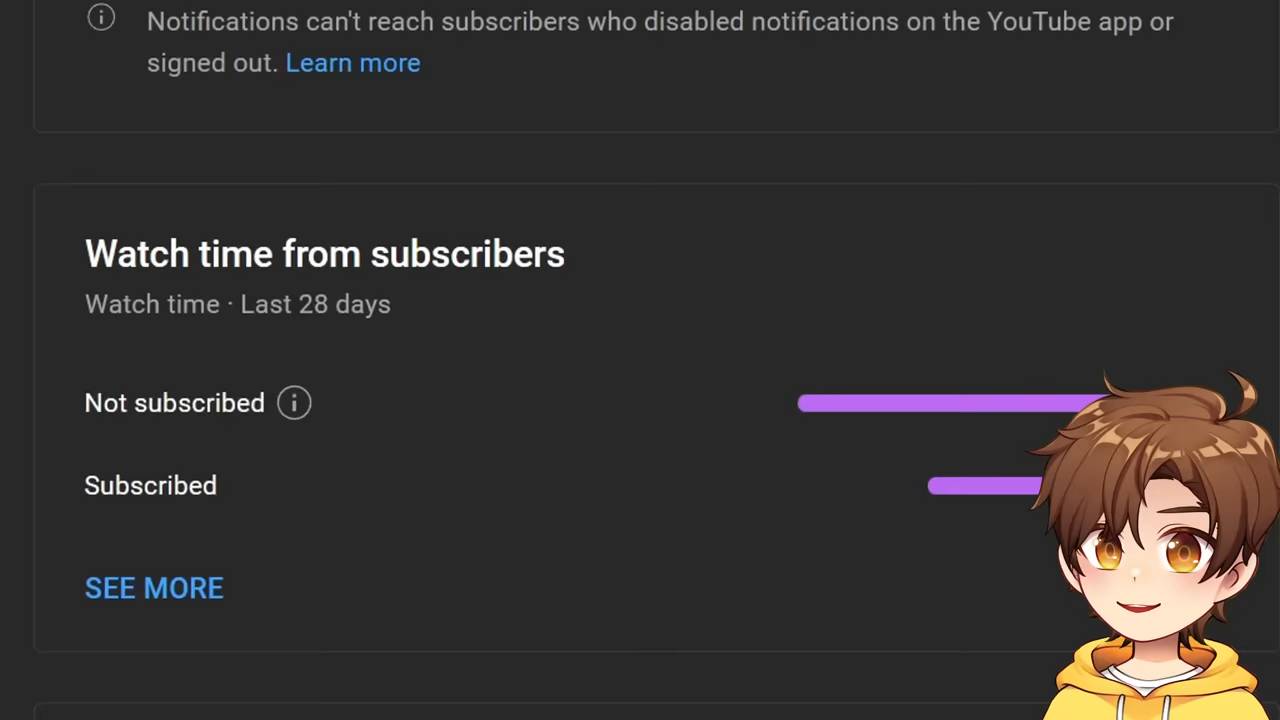 Notifications can't reach subscribers who disabled notifications on the YouTube app or
signed out. Learn more
Watch time from subscribers
Watch time · Last 28 days
Not subscribed
Subscribed
SEE MORE